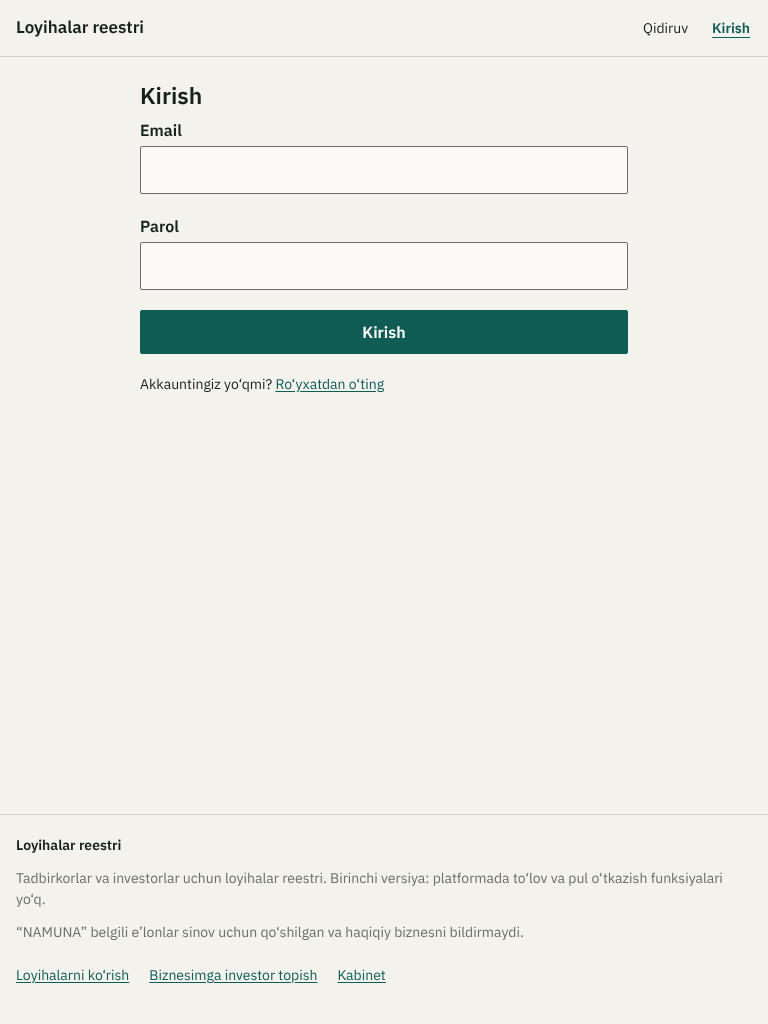 Loyihalar reestri
Qidiruv
Kirish
Kirish
Email
Parol
Kirish
Akkauntingiz yo‘qmi? Ro‘yxatdan o‘ting
Loyihalar reestri
Tadbirkorlar va investorlar uchun loyihalar reestri. Birinchi versiya: platformada to‘lov va pul o‘tkazish funksiyalari
yo‘q.
“NAMUNA” belgili e’lonlar sinov uchun qo‘shilgan va haqiqiy biznesni bildirmaydi.
Loyihalarni ko‘rish
Biznesimga investor topish
Kabinet